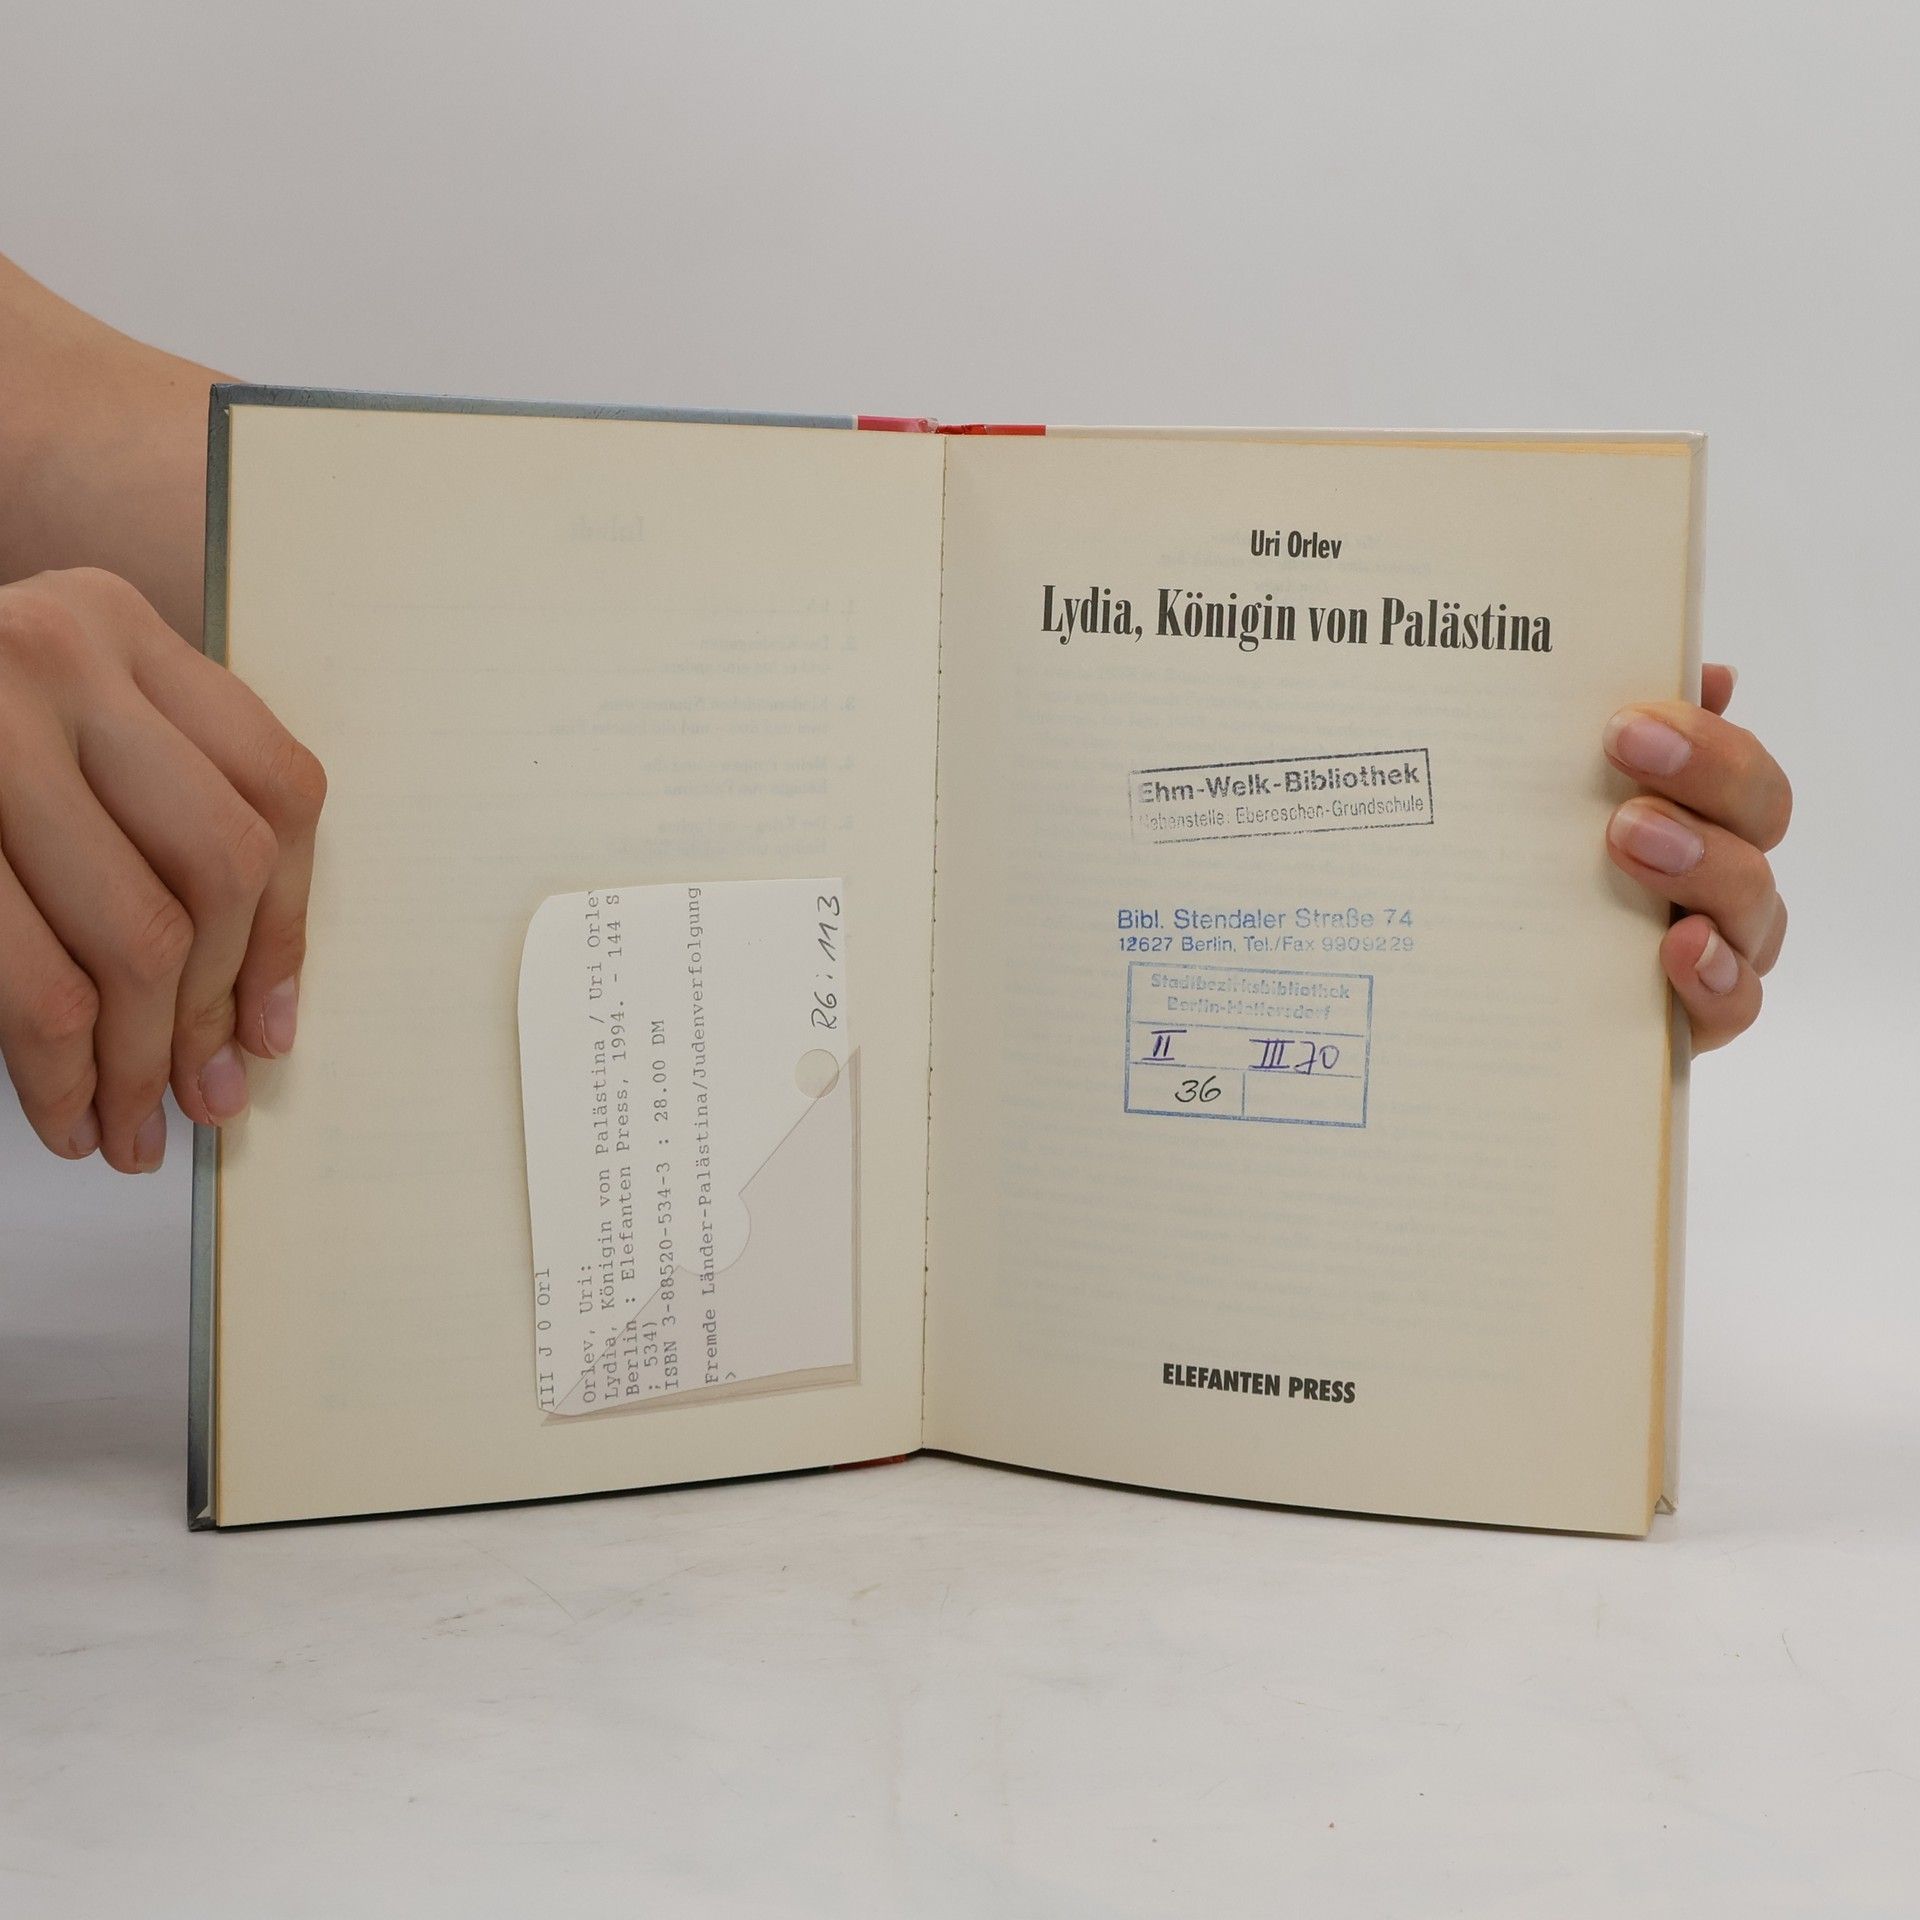 III J 0 Orl
Orlev, Uri:
Lydia, Königin von Palästina / Uri Orlev
Berlin : Elefanten Press, 1994. - 144 S
; 534)
ISBN 3-88520-534-3 : 28.00 DM
Fremde Länder-Palästina/Judenverfolgung
>
R6: 113
Uri Orlev
Lydia, Königin von Palästina
Ehm-Welk-Bibliothek
Nebenstelle: Ebereschen-Grundschule
Bibl. Stendaler Straße 74
12627 Berlin, Tel./Fax 9909229
Stadtbezirksbibliothek
Berlin-Hellersdorf
II III 70
36
ELEFANTEN PRESS